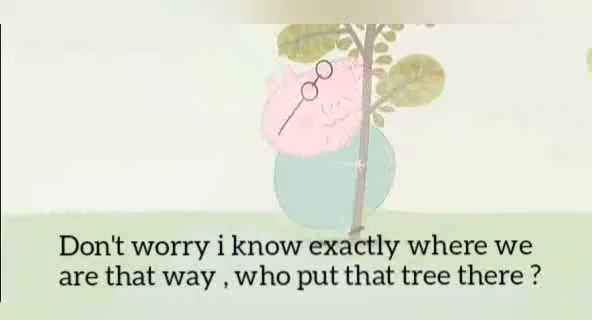 Don't worry i know exactly where we
are that way , who put that tree there ?